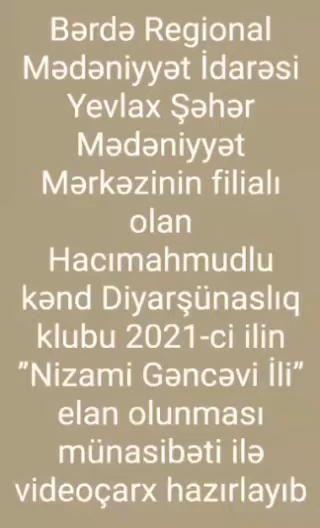 Bərdə Regional
Mədəniyyət İdarəsi
Yevlax Şəhər
Mədəniyyət
Mərkəzinin filialı
olan
Hacımahmudlu
kənd Diyarşünaslıq
klubu 2021-ci ilin
”Nizami Gəncəvi İli”
elan olunması
münasibəti ilə
videoçarx hazırlayıb